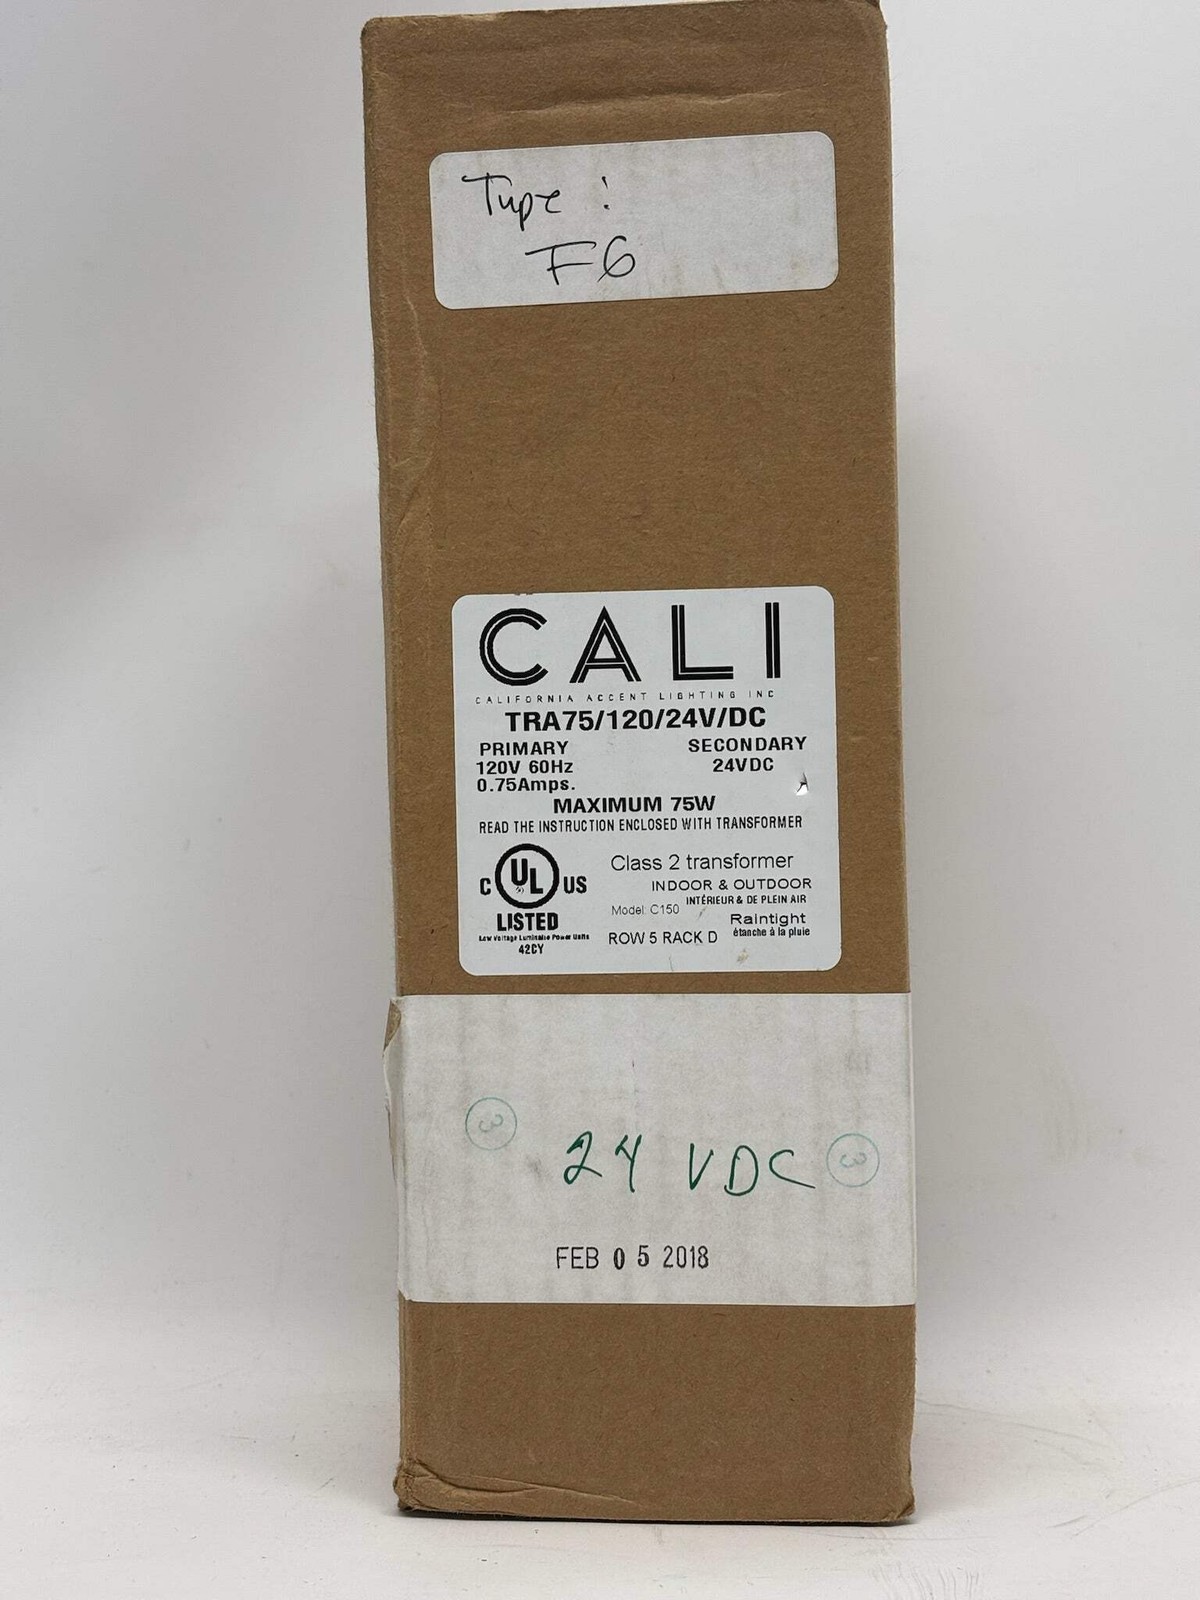 Type :
F6
CALI
CALIFORNIA ACCENT LIGHTING INC
TRA75/120/24V/DC
PRIMARY SECONDARY
120V 60Hz 24VDC
0.75Amps.
MAXIMUM 75W
READ THE INSTRUCTION ENCLOSED WITH TRANSFORMER
C UL US
LISTED
Low Voltage Luminaire Power Units
42CY
Class 2 transformer
INDOOR & OUTDOOR
INTÉRIEUR & DE PLEIN AIR
Model: C150
Raintight
étanche à la pluie
ROW 5 RACK D
3
24 VDC
3
FEB 05 2018